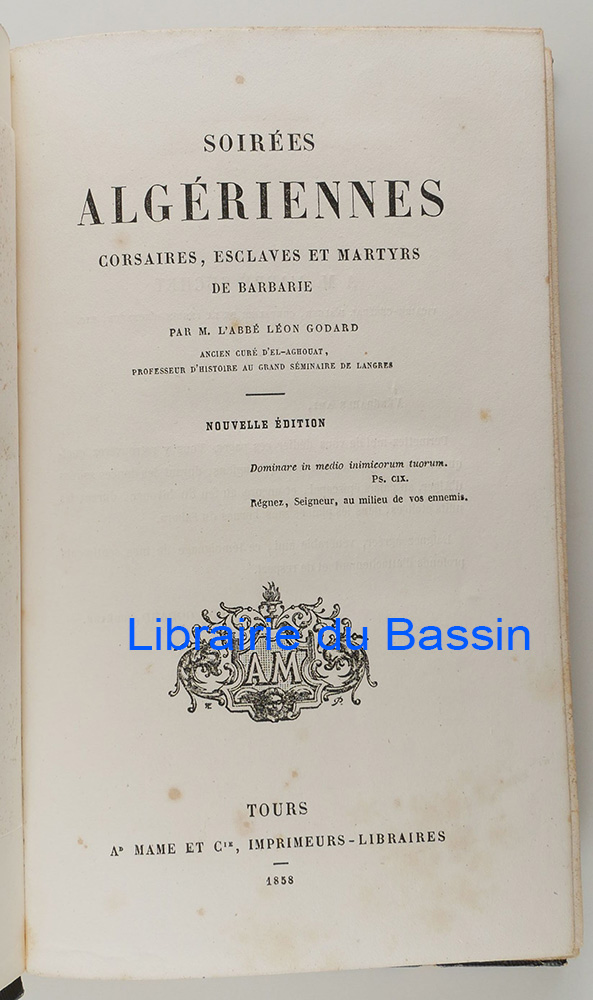 SOIRÉES
ALGÉRIENNES
CORSAIRES, ESCLAVES ET MARTYRS
DE BARBARIE
PAR M. L'ABBÉ LÉON GODARD
ANCIEN CURÉ D'EL-AGHOUAT,
PROFESSEUR D'HISTOIRE AU GRAND SÉMINAIRE DE LANGRES
NOUVELLE ÉDITION
Dominare in medio inimicorum tuorum.
Ps. CIX.
Régnez, Seigneur, au milieu de vos ennemis.
Librairie du Bassin
AM
TOURS
Aᴰ MAME ET Cⁱᴱ, IMPRIMEURS-LIBRAIRES
1858